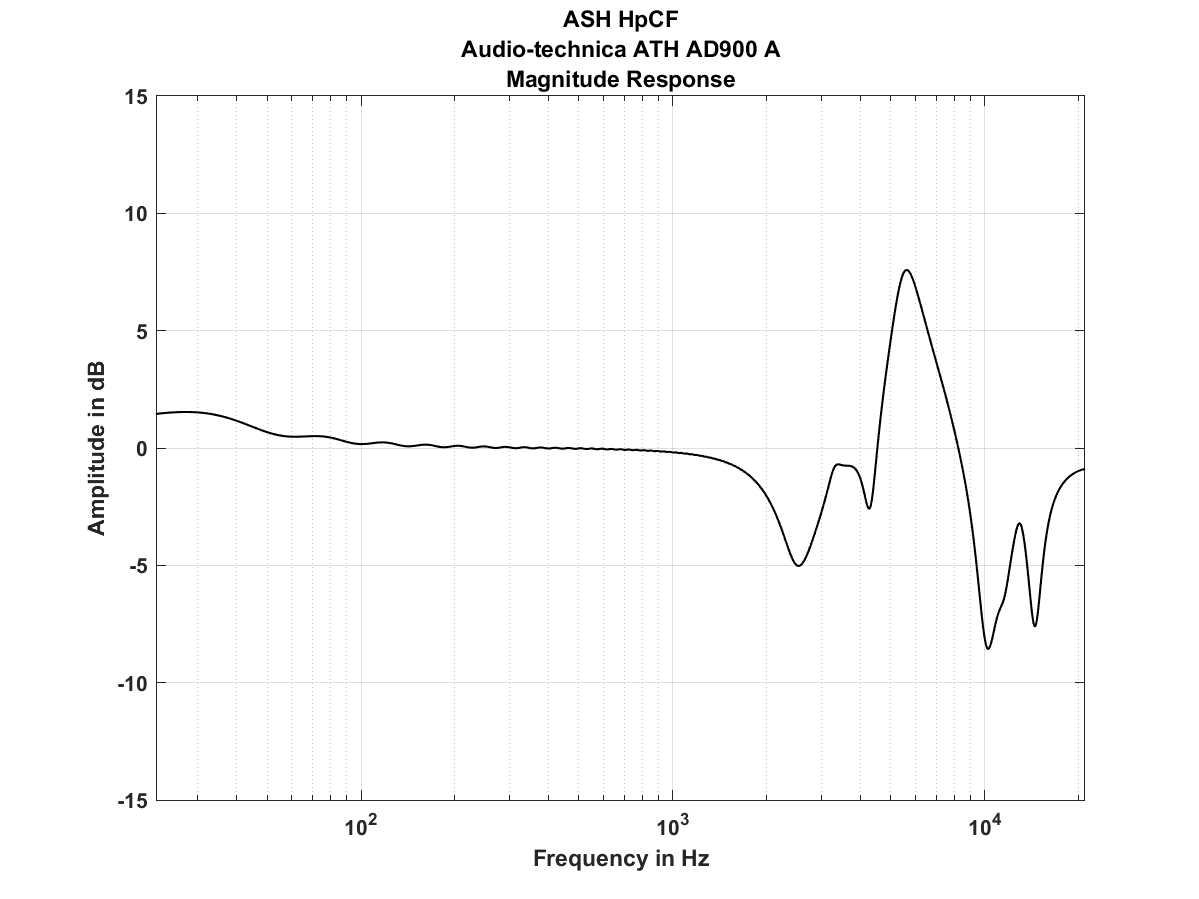 ASH HpCF
Audio-technica ATH AD900 A
Magnitude Response
15
10
5
0
-5
-10
-15
Amplitude in dB
10² 10³ 10⁴
Frequency in Hz